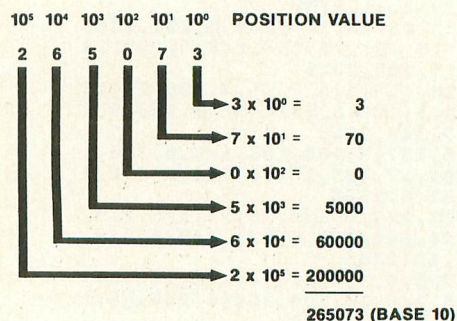 10⁵ 10⁴ 10³ 10² 10¹ 10⁰ POSITION VALUE
2 6 5 0 7 3
3 x 10⁰ = 3
7 x 10¹ = 70
0 x 10² = 0
5 x 10³ = 5000
6 x 10⁴ = 60000
2 x 10⁵ = 200000
265073 (BASE 10)